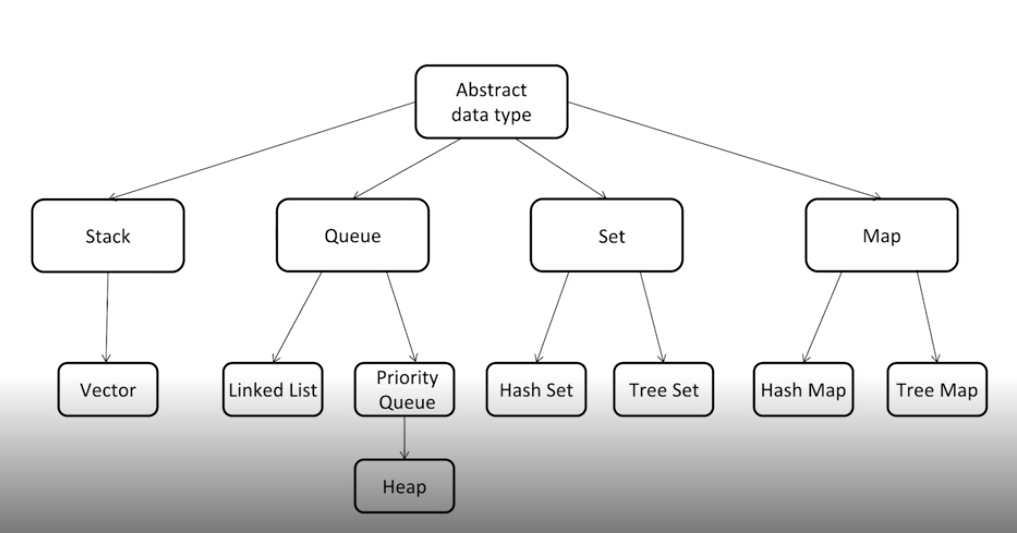 Abstract
data type
Stack
Queue
Set
Map
Vector
Linked List
Priority
Queue
Hash Set
Tree Set
Hash Map
Tree Map
Heap